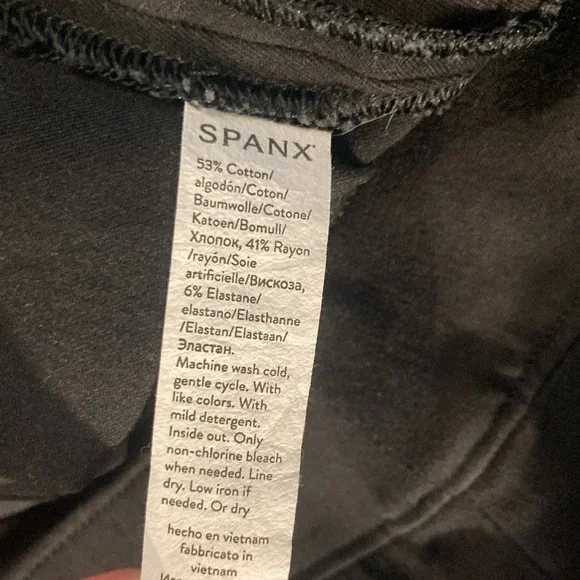 SPANX
53% Cotton/
algodón/Coton/
Baumwolle/Cotone/
Katoen/Bomull/
Хлопок, 41% Rayon
/rayón/Soie
artificielle/Вискоза,
6% Elastane/
elastano/Elasthanne
/Elastan/Elastaan/
Эластан.
Machine wash cold,
gentle cycle. With
like colors. With
mild detergent.
Inside out. Only
non-chlorine bleach
when needed. Line
dry. Low iron if
needed. Or dry
hecho en vietnam
fabbricato in
vietnam